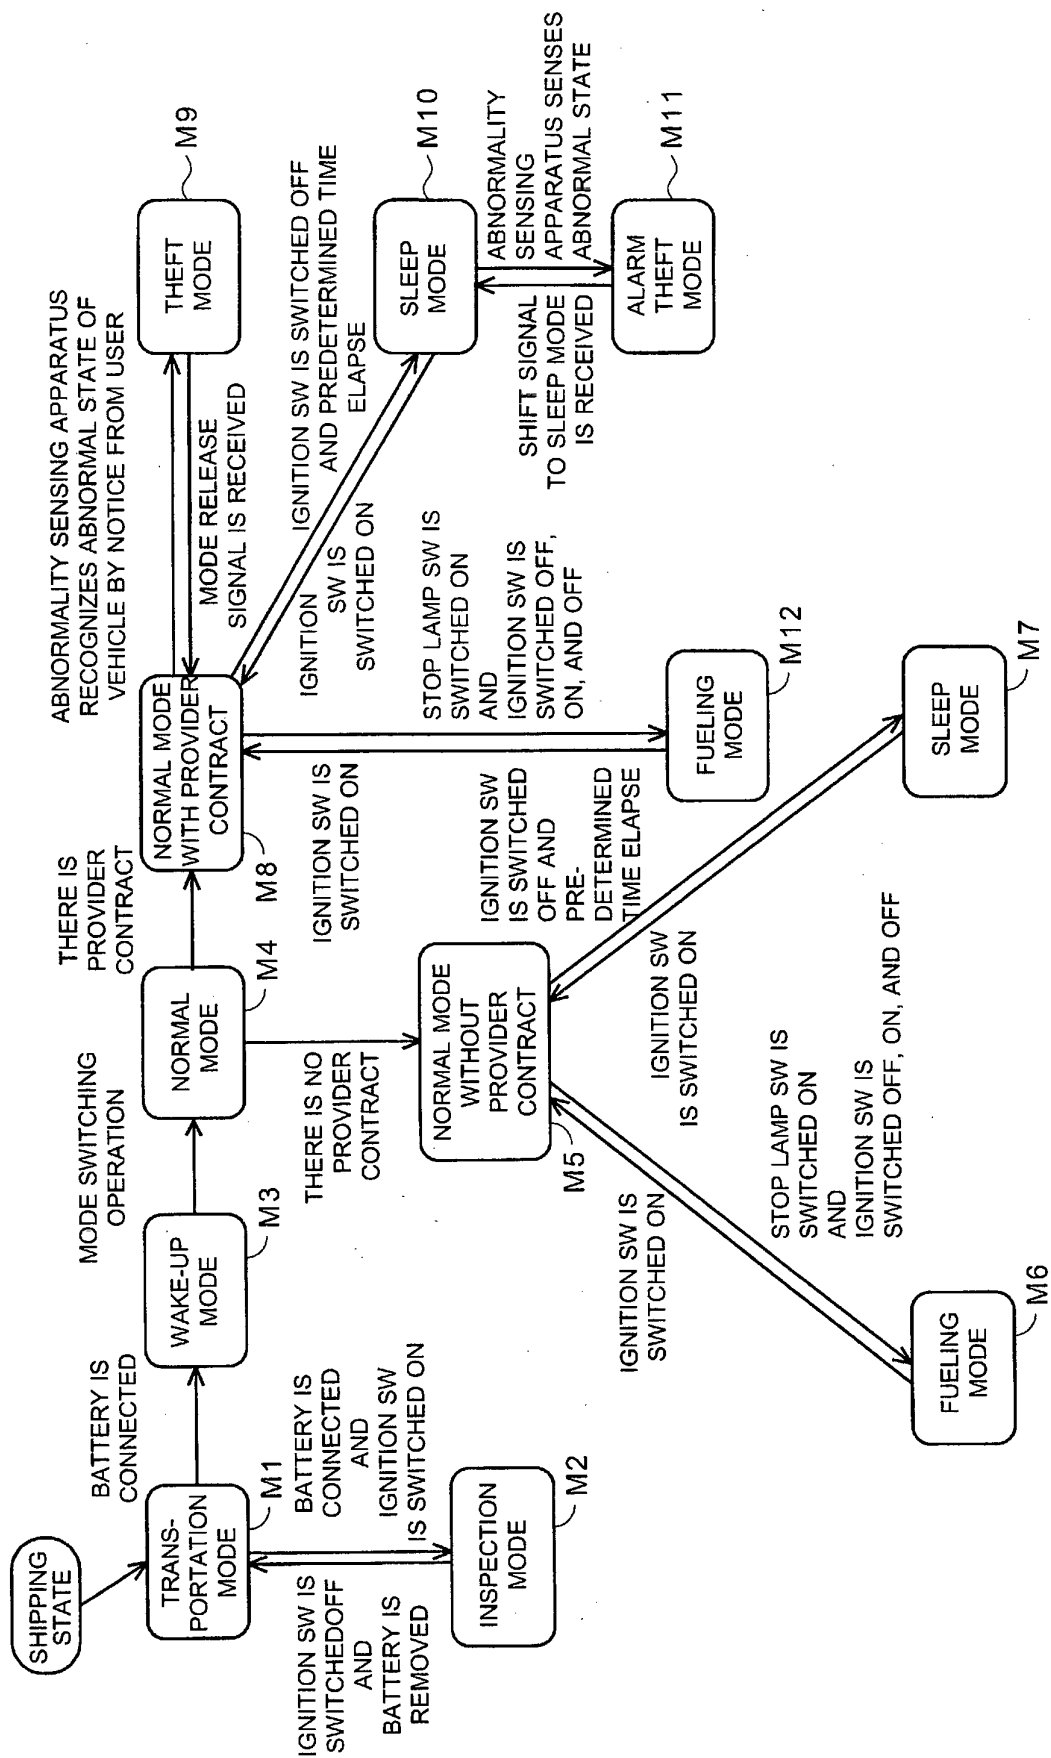 SHIPPING
STATE
TRANS-
PORTATION
MODE
M1
BATTERY IS
CONNECTED
WAKE-UP
MODE
M3
MODE SWITCHING
OPERATION
NORMAL
MODE
M4
THERE IS
PROVIDER
CONTRACT
NORMAL MODE
WITH PROVIDER
CONTRACT
M8
ABNORMALITY SENSING APPARATUS
RECOGNIZES ABNORMAL STATE OF
VEHICLE BY NOTICE FROM USER
MODE RELEASE
SIGNAL IS RECEIVED
THEFT
MODE
M9
IGNITION SW IS
SWITCHEDOFF
AND
BATTERY IS
REMOVED
BATTERY IS
CONNECTED
AND
IGNITION SW
IS SWITCHED ON
INSPECTION
MODE
M2
THERE IS NO
PROVIDER
CONTRACT
NORMAL MODE
WITHOUT
PROVIDER
CONTRACT
M5
IGNITION SW IS
SWITCHED ON
STOP LAMP SW IS
SWITCHED ON
AND
IGNITION SW IS
SWITCHED OFF,
ON, AND OFF
FUELING
MODE
M12
IGNITION
SW IS
SWITCHED ON
IGNITION SW IS SWITCHED OFF
AND PREDETERMINED TIME
ELAPSE
SLEEP
MODE
M10
SHIFT SIGNAL
TO SLEEP MODE
IS RECEIVED
ABNORMALITY
SENSING
APPARATUS SENSES
ABNORMAL STATE
ALARM
THEFT
MODE
M11
IGNITION SW IS
SWITCHED ON
STOP LAMP SW IS
SWITCHED ON
AND
IGNITION SW IS
SWITCHED OFF, ON, AND OFF
FUELING
MODE
M6
IGNITION SW
IS SWITCHED ON
IGNITION SW
IS SWITCHED
OFF AND
PRE-
DETERMINED
TIME ELAPSE
SLEEP
MODE
M7